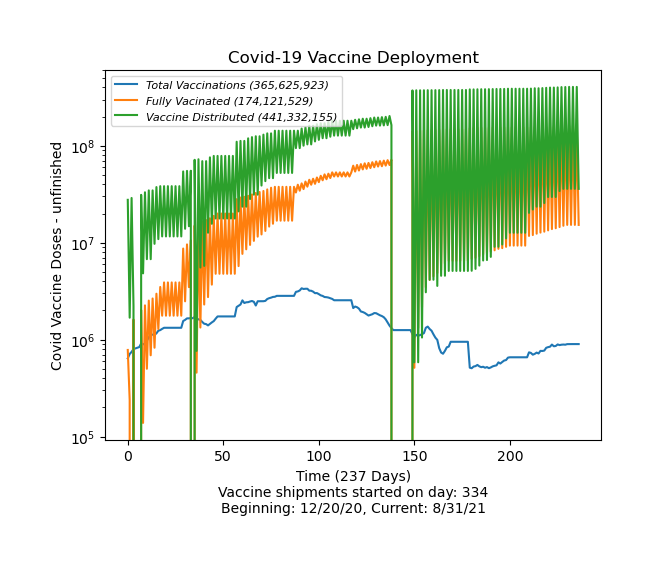 Covid-19 Vaccine Deployment
Total Vaccinations (365,625,923)
Fully Vacinated (174,121,529)
Vaccine Distributed (441,332,155)
Covid Vaccine Doses - unfinished
10^8
10^7
10^6
10^5
0 50 100 150 200
Time (237 Days)
Vaccine shipments started on day: 334
Beginning: 12/20/20, Current: 8/31/21